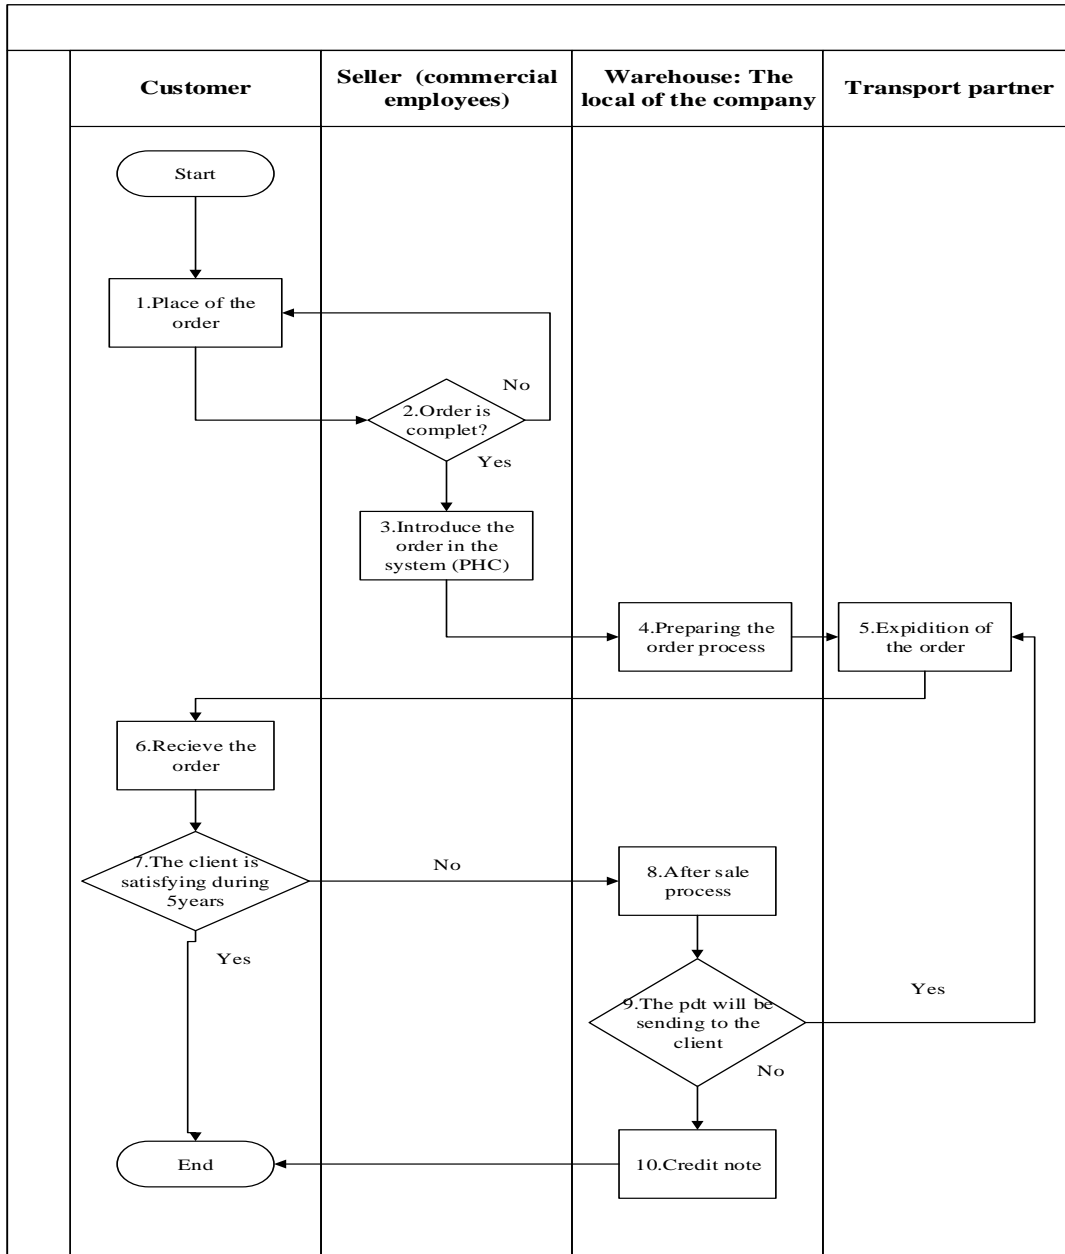 Customer
Seller (commercial
employees)
Warehouse: The
local of the company
Transport partner
Start
1.Place of the
order
No
2.Order is
complet?
Yes
3.Introduce the
order in the
system (PHC)
4.Preparing the
order process
5.Expidition of
the order
6.Recieve the
order
7.The client is
satisfying during
5years
No
8.After sale
process
Yes
9.The pdt will be
sending to the
client
Yes
No
10.Credit note
End